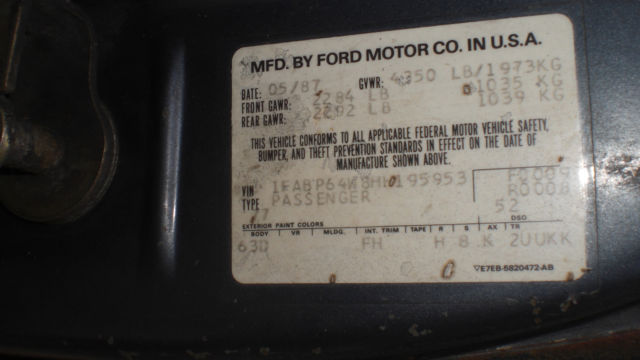 MFD. BY FORD MOTOR CO. IN U.S.A.
DATE: 05/87 GVWR: 4350 LB/1973KG
FRONT GAWR: 2284 LB 1035 KG
REAR GAWR: 2292 LB 1039 KG
THIS VEHICLE CONFORMS TO ALL APPLICABLE FEDERAL MOTOR VEHICLE SAFETY,
BUMPER, AND THEFT PREVENTION STANDARDS IN EFFECT ON THE DATE OF
MANUFACTURE SHOWN ABOVE.
VIN F0009
TYPE PASSENGER R0008
52
EXTERIOR PAINT COLORS DSO
BODY VR MLDG. INT. TRIM TAPE R S AX TR
63D FH H 8 K 2UUKK
E7EB-5820472-AB